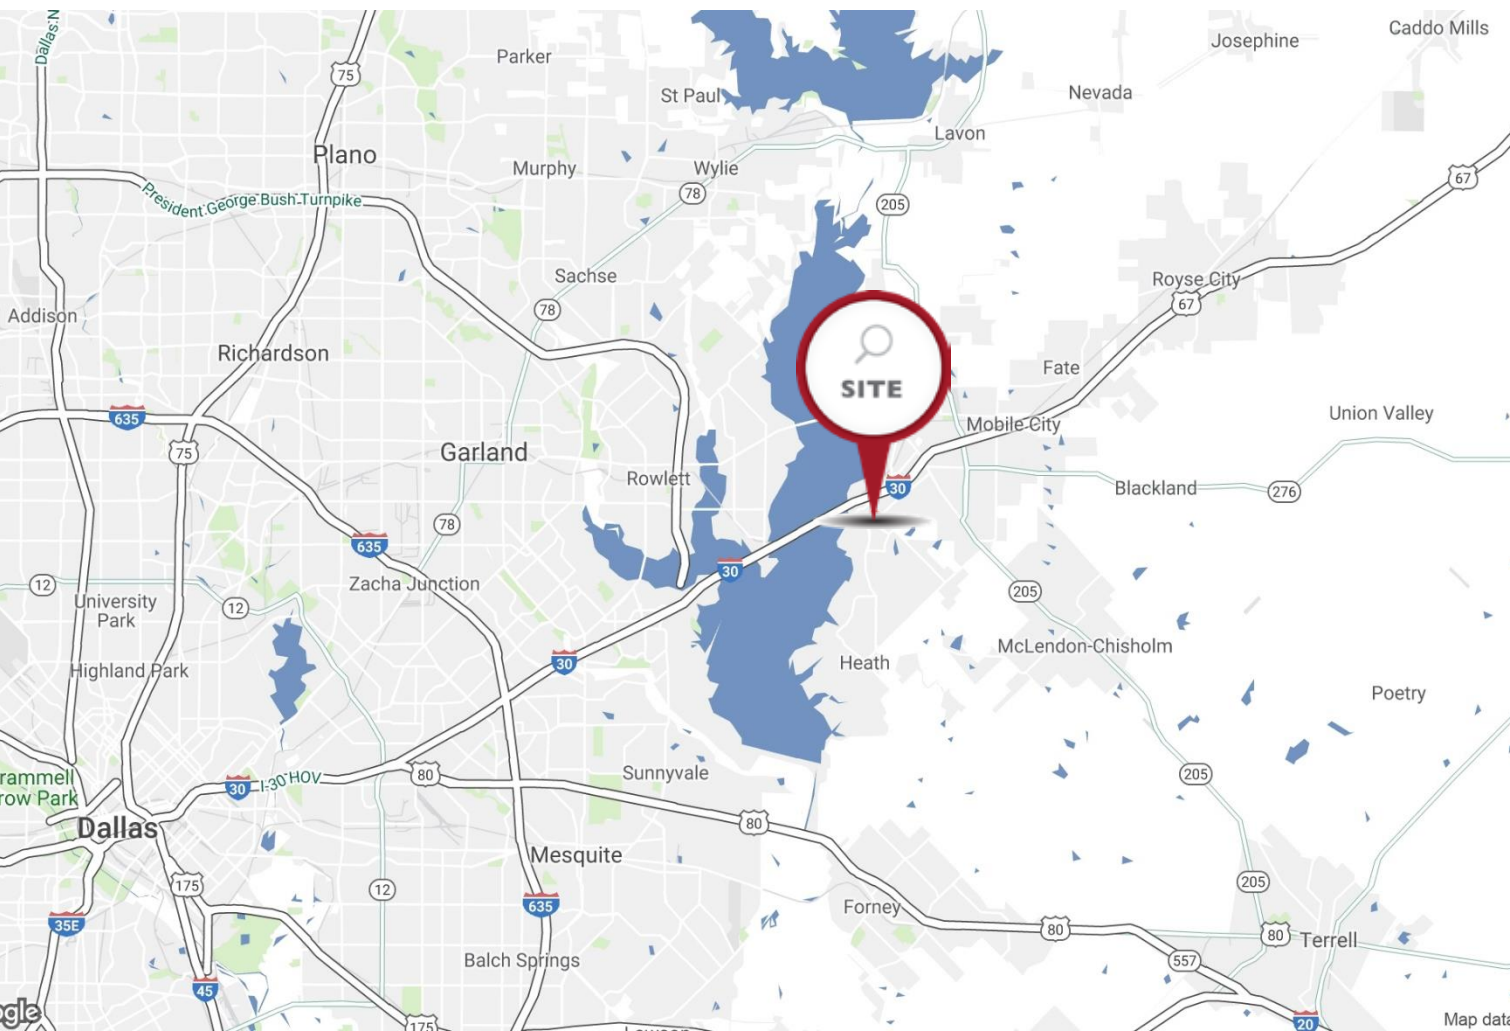 Dallas N
Caddo Mills
Josephine
Parker
75
St Paul
Nevada
Lavon
Plano
Murphy
Wylie
78
67
205
President George Bush Turnpike
Sachse
Royse City
67
78
Addison
Richardson
SITE
Fate
635
Mobile City
Union Valley
75
Garland
Rowlett
30
Blackland
276
78
635
30
12
Zacha Junction
205
University
Park
12
McLendon-Chisholm
Highland Park
30
Heath
Poetry
rammell
row Park
30
I-30 HOV
80
Sunnyvale
205
Dallas
80
Mesquite
175
12
205
635
Forney
35E
80
80
Terrell
Balch Springs
557
45
ogle
175
20
Map data